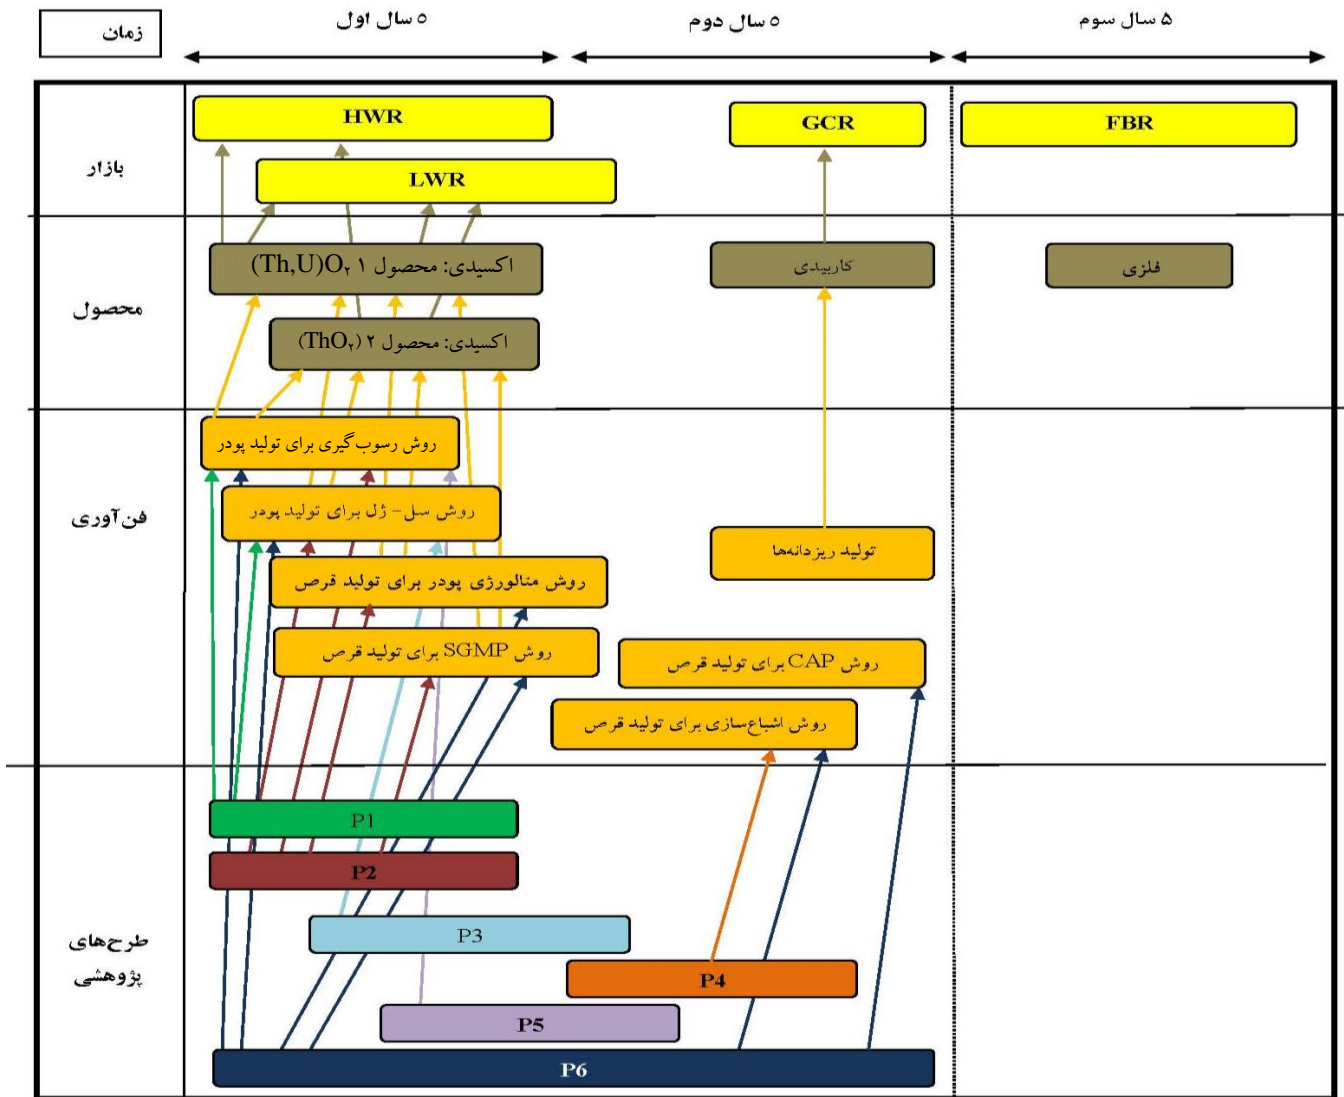 زمان
۵ سال اول
۵ سال دوم
۵ سال سوم
بازار
HWR
GCR
FBR
LWR
محصول
اکسیدی: محصول ۱ (Th,U)O۲
کاربیدی
فلزی
اکسیدی: محصول ۲ (ThO۲)
فن‌آوری
روش رسوب‌گیری برای تولید پودر
روش سل- ژل برای تولید پودر
تولید ریزدانه‌ها
روش متالورژی پودر برای تولید قرص
روش SGMP برای تولید قرص
روش CAP برای تولید قرص
روش اشباع‌سازی برای تولید قرص
طرح‌های
پژوهشی
P1
P2
P3
P4
P5
P6